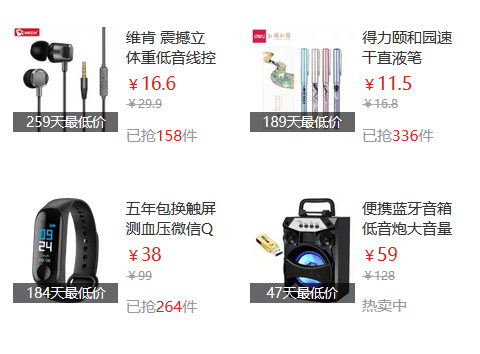 维肯 震撼立
体重低音线控
￥16.6
￥29.9
259天最低价
已抢158件
deli
得力颐和园速
干直液笔
￥11.5
￥16.8
189天最低价
已抢336件
五年包换触屏
测血压微信Q
￥38
￥99
09
24
184天最低价
已抢264件
便携蓝牙音箱
低音炮大音量
￥59
￥128
47天最低价
热卖中